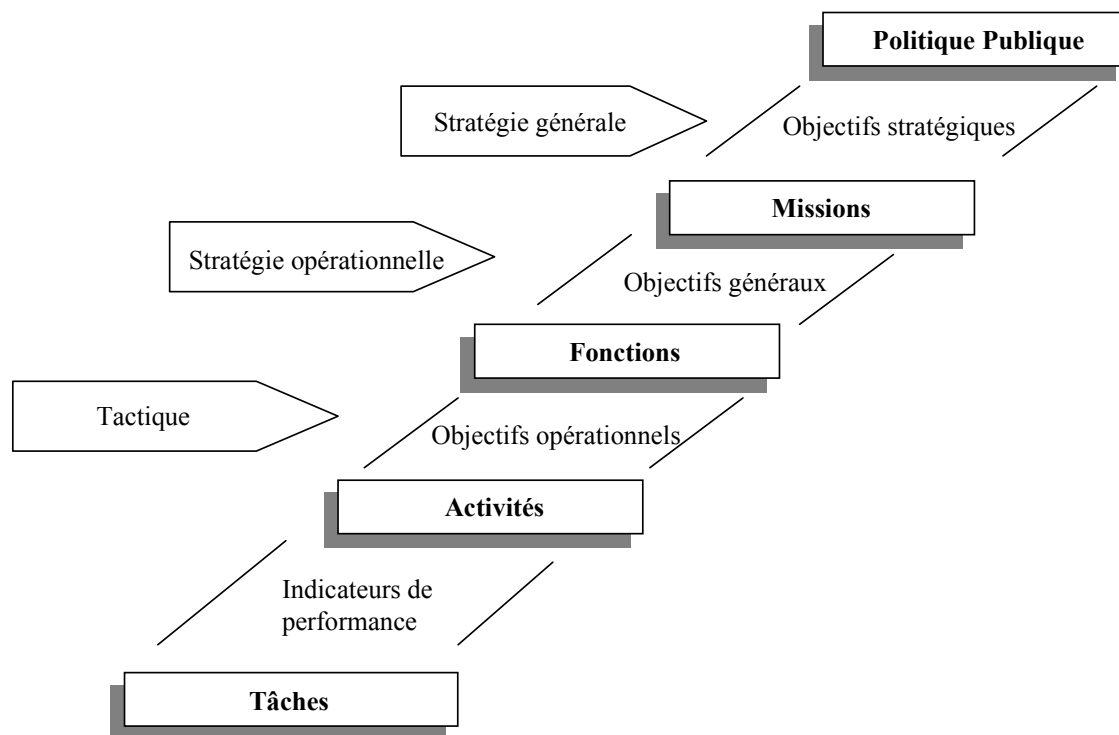 Politique Publique
Stratégie générale
Objectifs stratégiques
Missions
Stratégie opérationnelle
Objectifs généraux
Fonctions
Tactique
Objectifs opérationnels
Activités
Indicateurs de
performance
Tâches